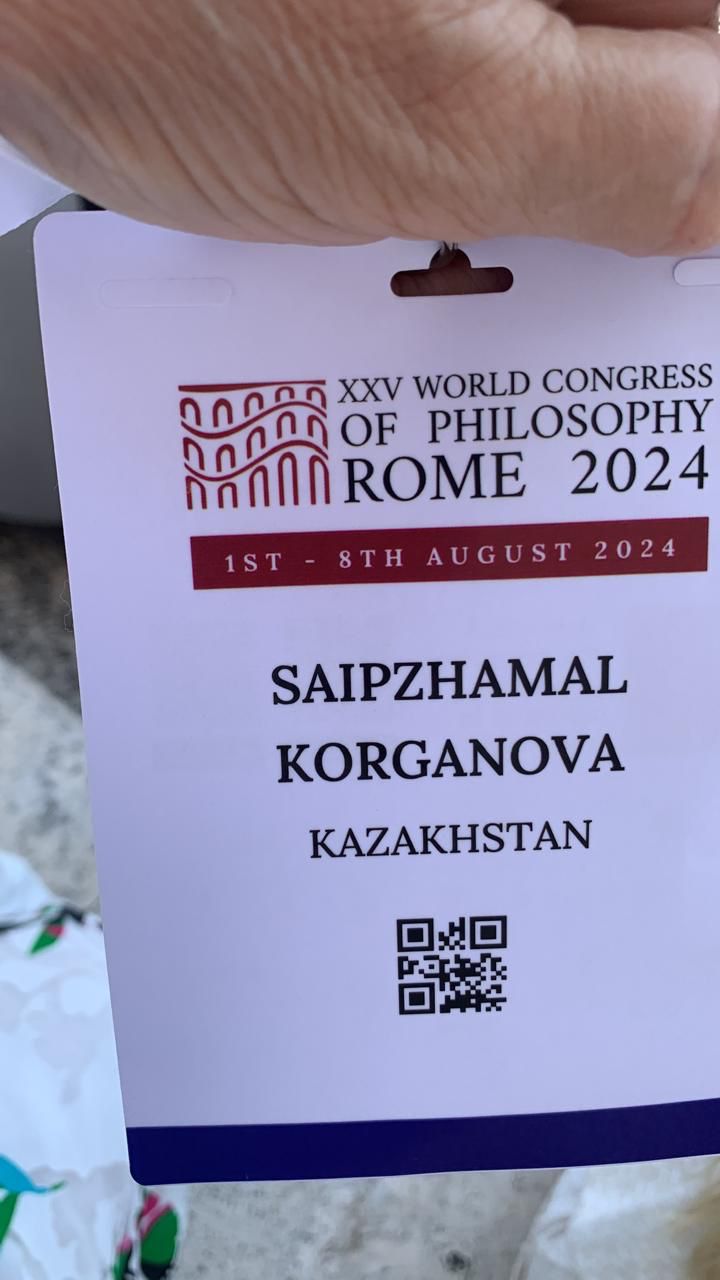 XXV WORLD CONGRESS
OF PHILOSOPHY
ROME 2024
1ST - 8TH AUGUST 2024
SAIPZHAMAL
KORGANOVA
KAZAKHSTAN